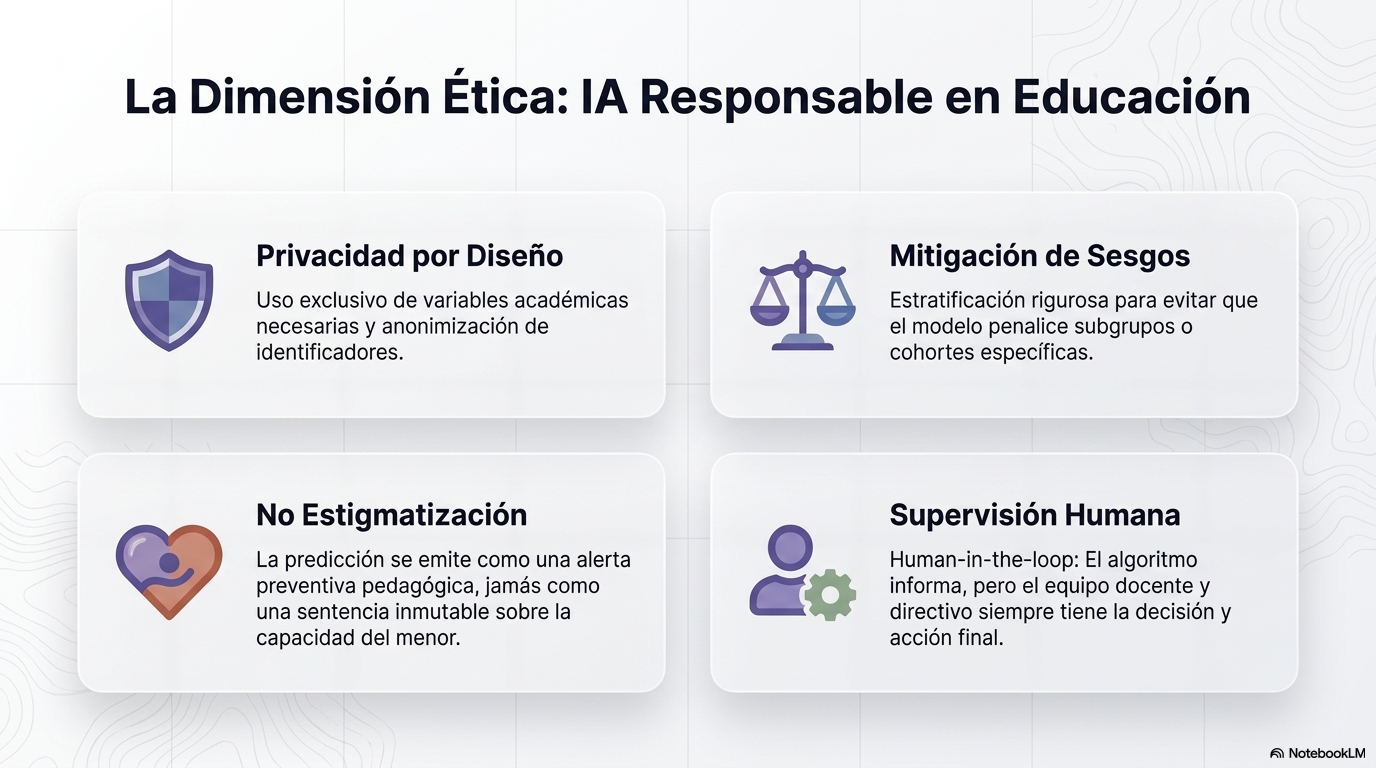 La Dimensión Ética: IA Responsable en Educación
Privacidad por Diseño
Uso exclusivo de variables académicas
necesarias y anonimización de
identificadores.
Mitigación de Sesgos
Estratificación rigurosa para evitar que
el modelo penalice subgrupos o
cohortes específicas.
No Estigmatización
La predicción se emite como una alerta
preventiva pedagógica, jamás como
una sentencia inmutable sobre la
capacidad del menor.
Supervisión Humana
Human-in-the-loop: El algoritmo
informa, pero el equipo docente y
directivo siempre tiene la decisión y
acción final.
NotebookLM